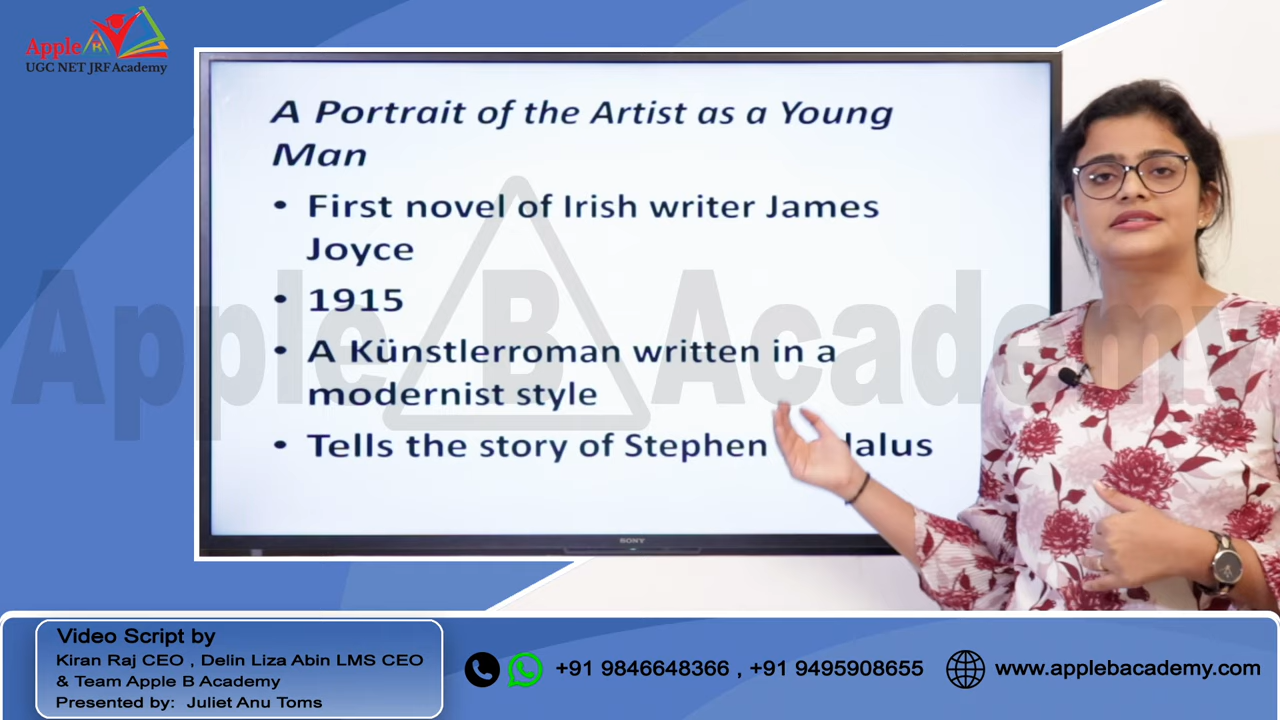 Apple B
UGC NET JRF Academy
A Portrait of the Artist as a Young
Man
• First novel of Irish writer James
Joyce
• 1915
• A Künstlerroman written in a
modernist style
• Tells the story of Stephen
Apple B Academy
SONY
Video Script by
Kiran Raj CEO , Delin Liza Abin LMS CEO
& Team Apple B Academy
Presented by: Juliet Anu Toms
+91 9846648366 , +91 9495908655
www.applebacademy.com